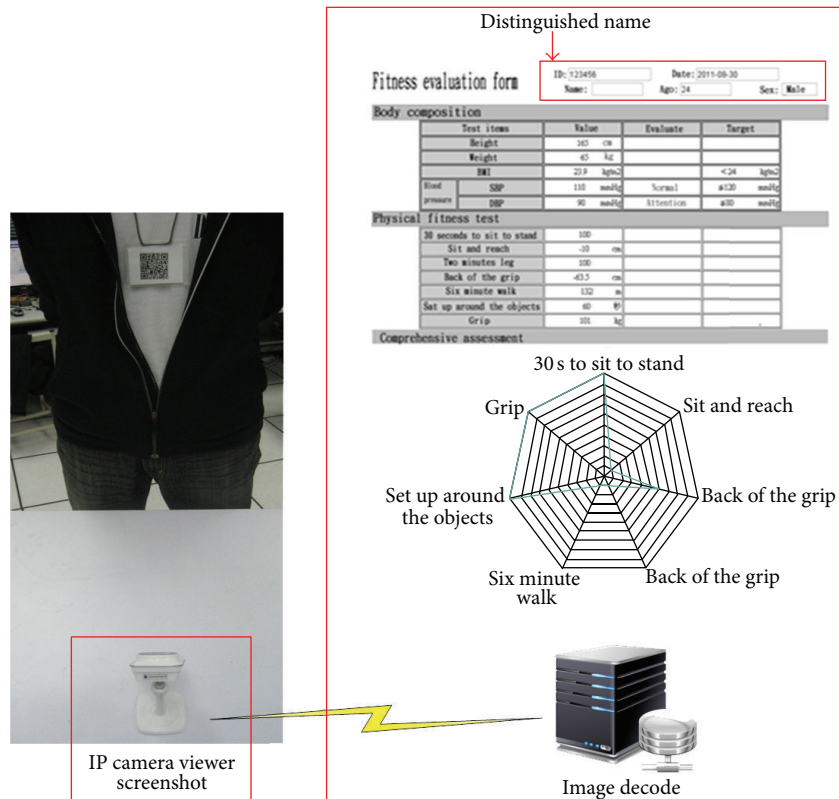 Distinguished name
Fitness evaluation form
ID: 123456 Date: 2011-08-30
Name: Ago: 24 Sex: Male
Body composition
Test items Value Evaluate Target
Height 165 cm
Weight 65 kg
BMI 23.9 kg/m2 <24 kg/m2
Blood pressure SBP 110 mmHg Normal ≤120 mmHg
DBP 90 mmHg Attention ≤80 mmHg
Physical fitness test
30 seconds to sit to stand 100
Sit and reach -10 cm
Two minutes leg 100
Back of the grip -63.5 cm
Six minute walk 132 m
Sat up around the objects 60 秒
Grip 101 kg
Comprehensive assessment
30 s to sit to stand
Grip
Sit and reach
Set up around
the objects
Back of the grip
Six minute
walk
Back of the grip
IP camera viewer
screenshot
Image decode